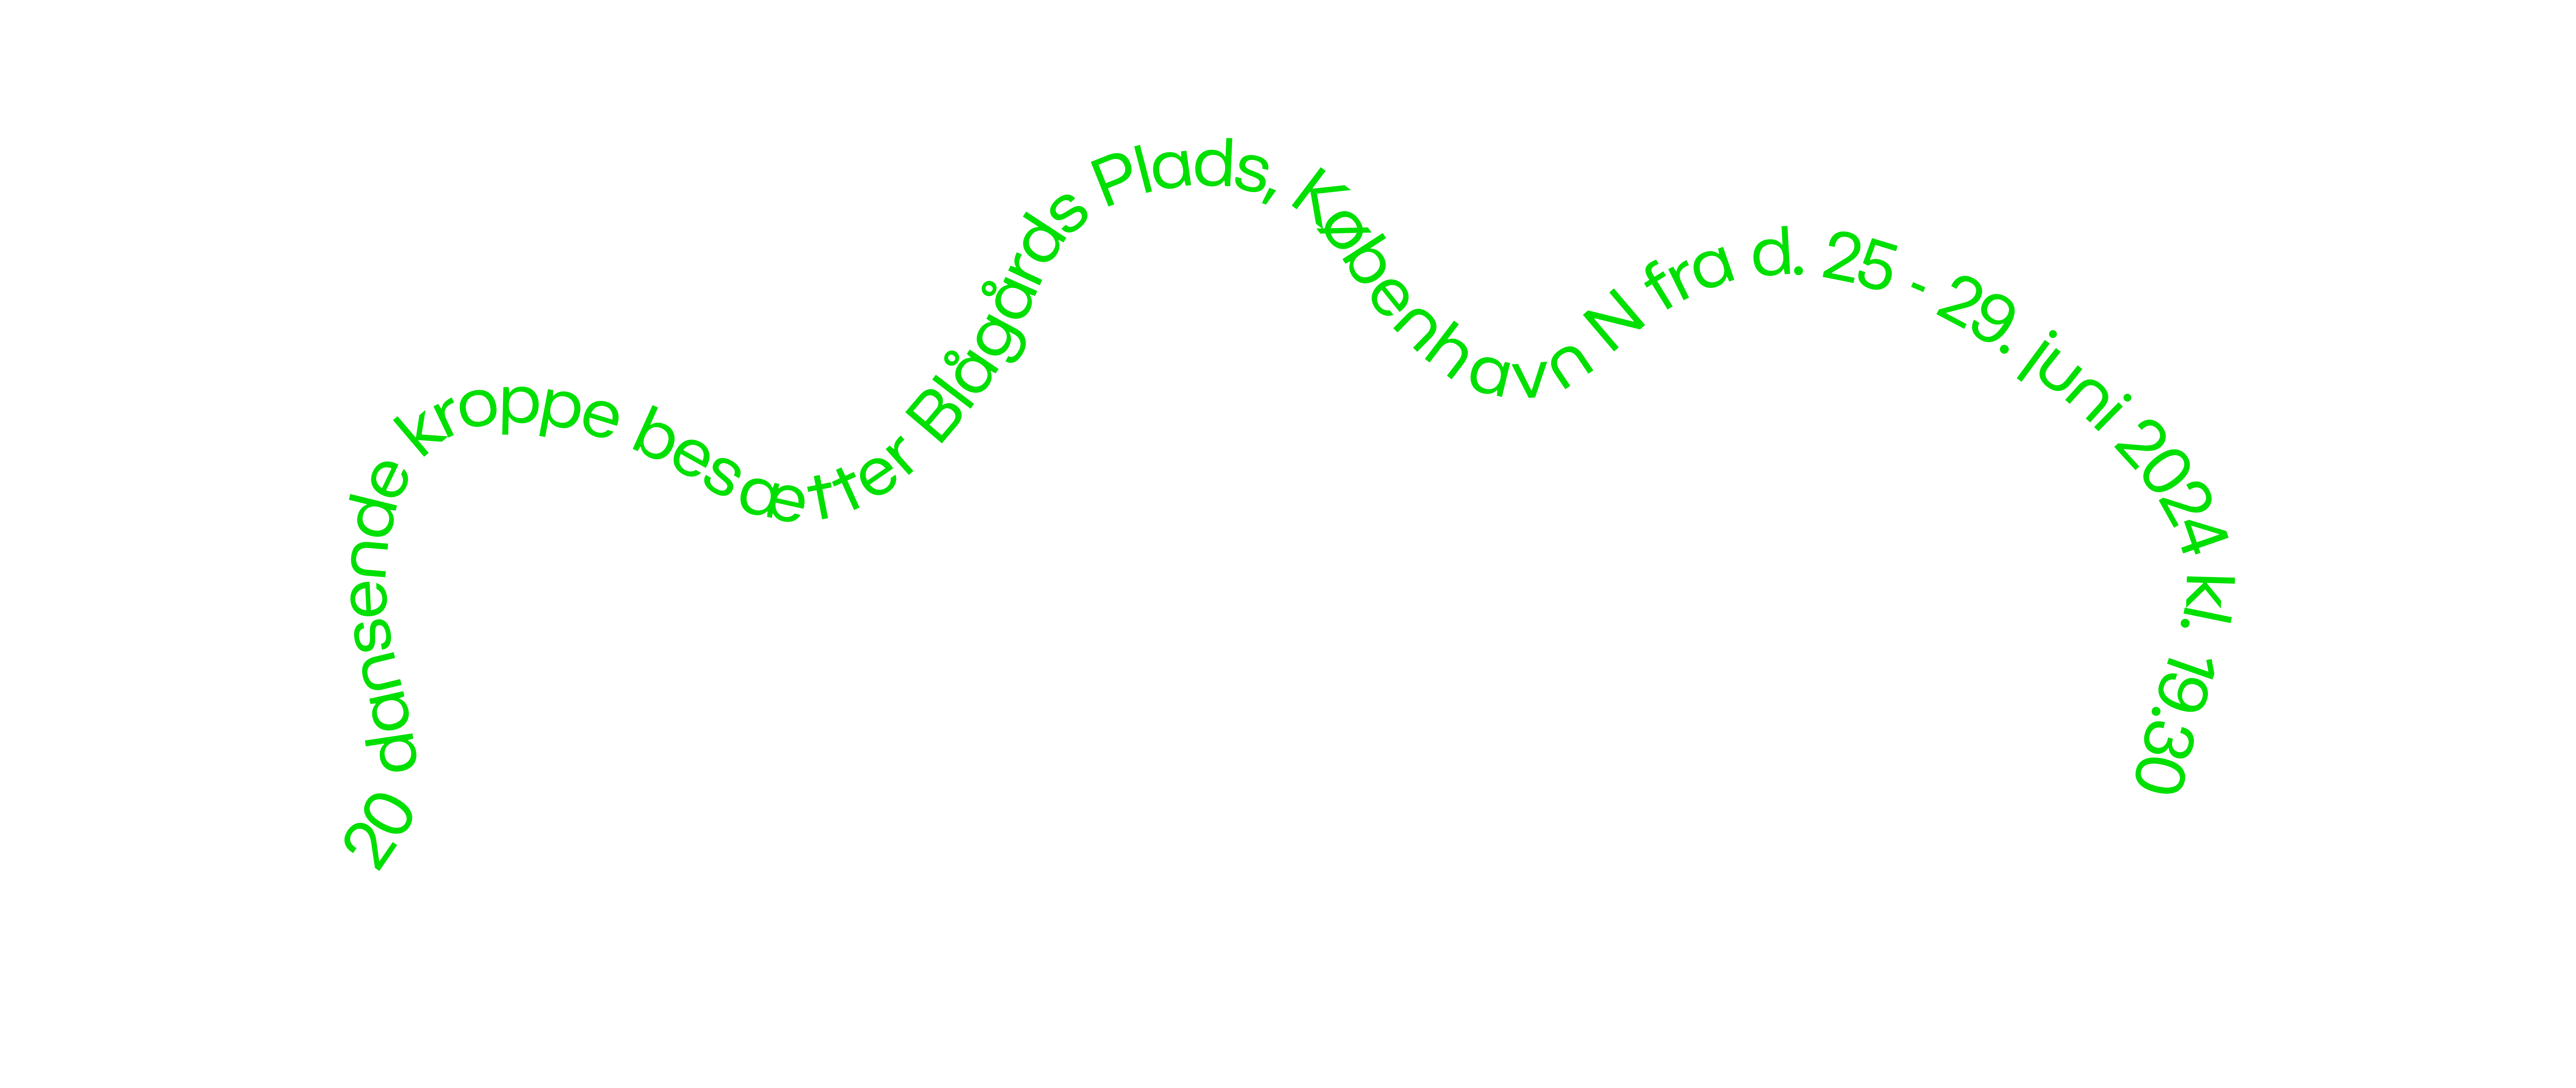 20 dansende kroppe besætter Blågårds Plads, København N fra d. 25 - 29. juni 2024 kl. 19.30